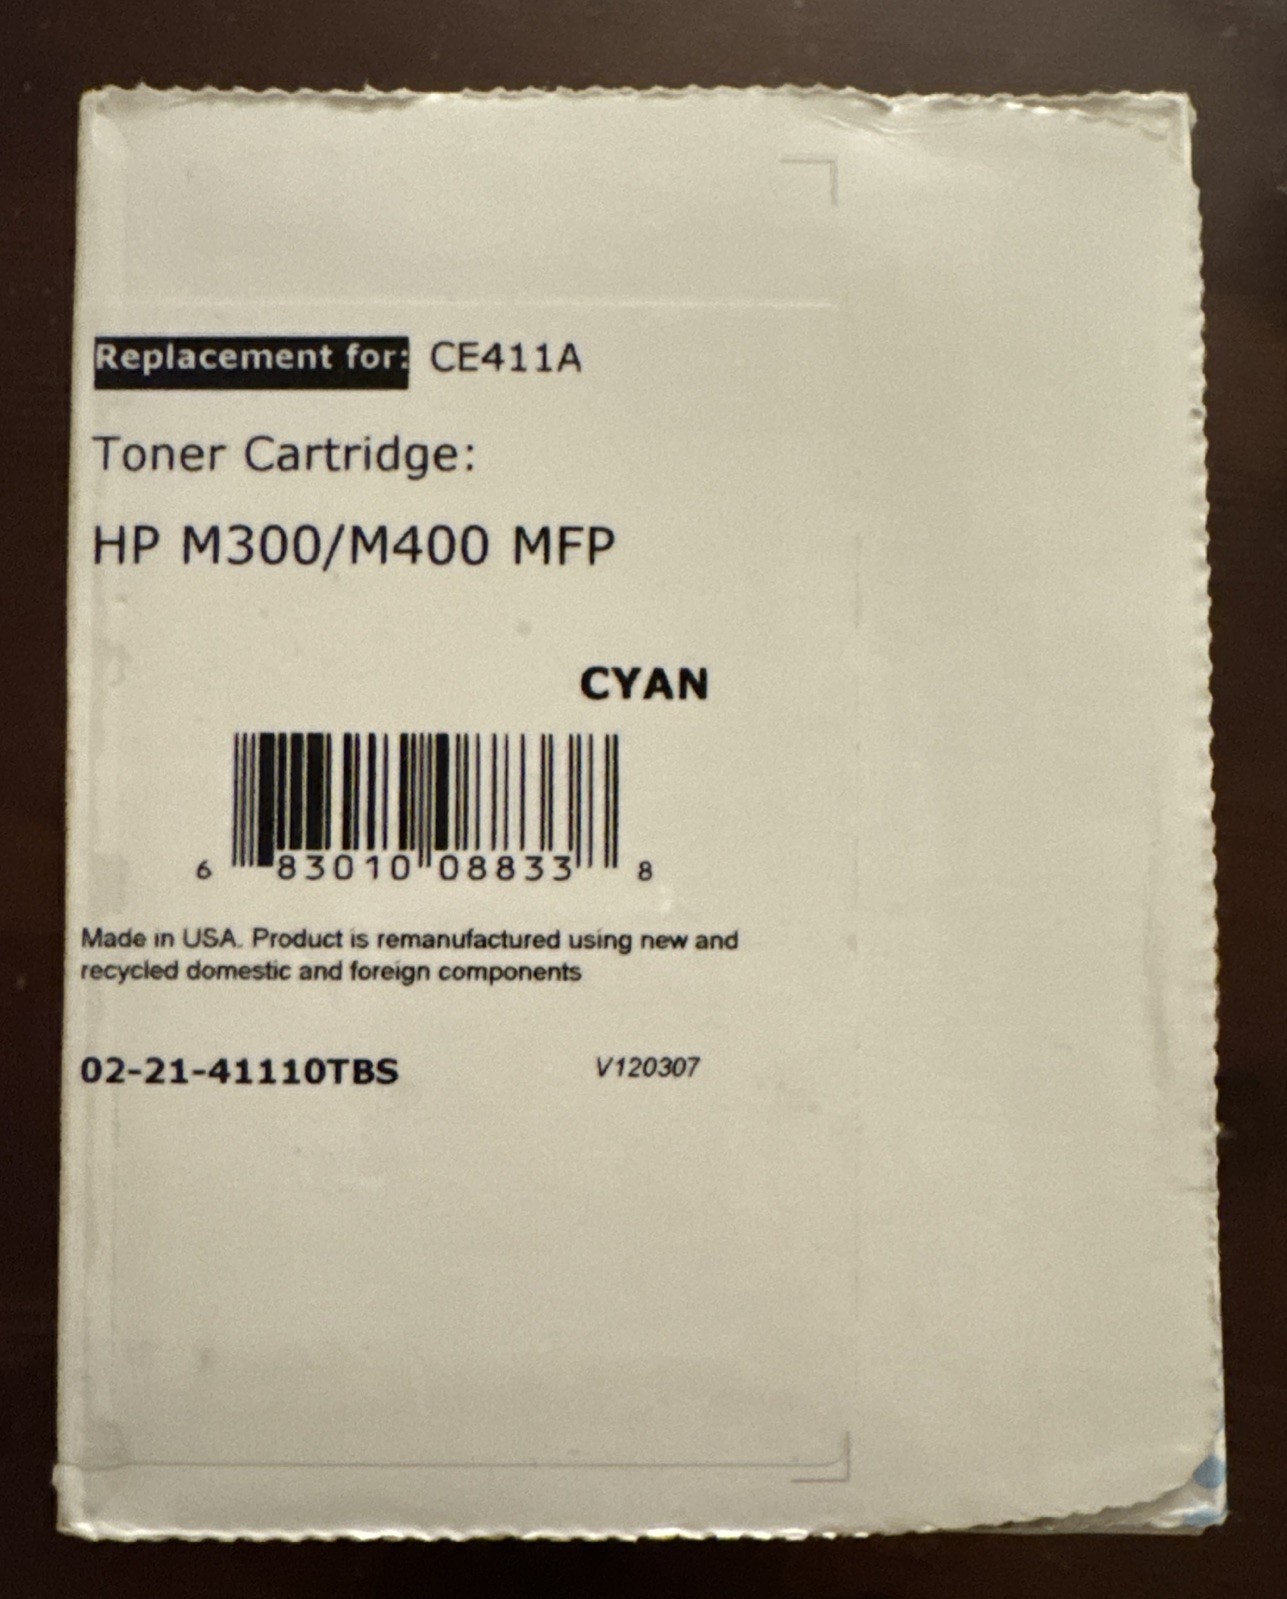 Replacement for: CE411A
Toner Cartridge:
HP M300/M400 MFP
CYAN
6 83010 08833 8
Made in USA. Product is remanufactured using new and
recycled domestic and foreign components
02-21-41110TBS V120307